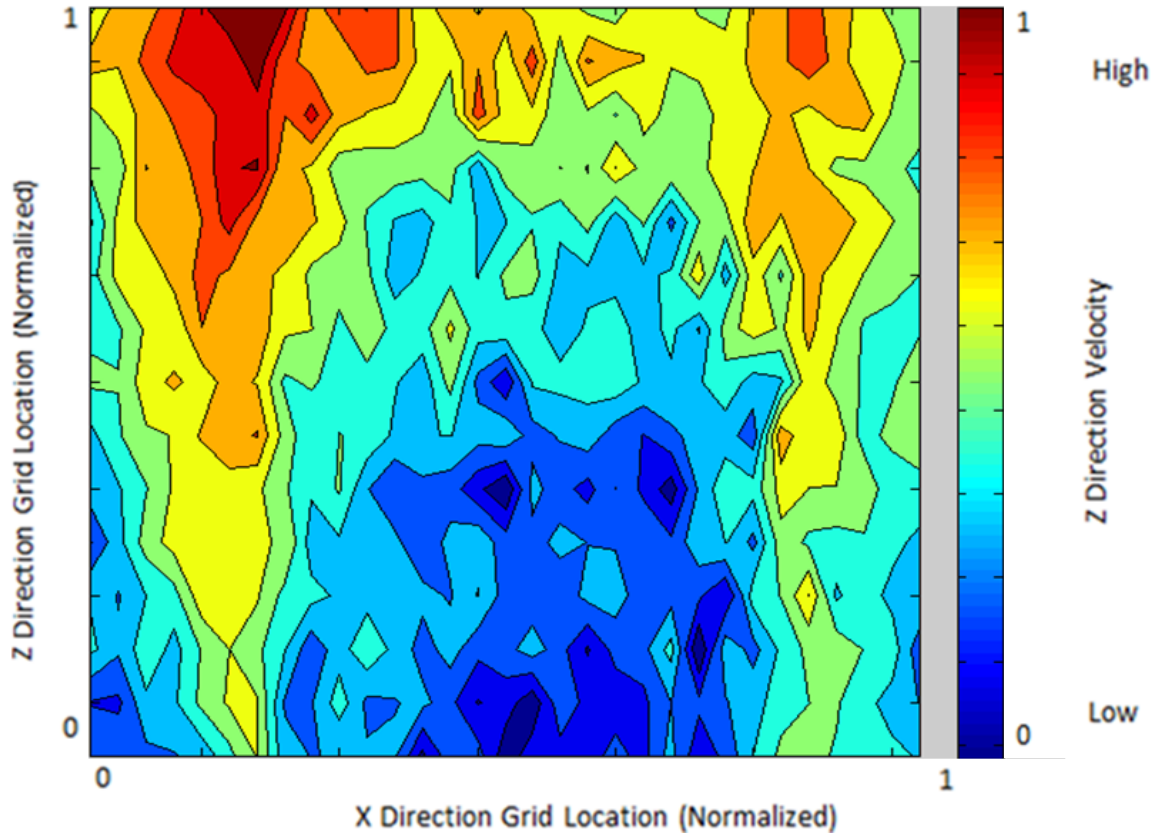 1
1
High
Z Direction Grid Location (Normalized)
Z Direction Velocity
Low
0
0
0
1
X Direction Grid Location (Normalized)